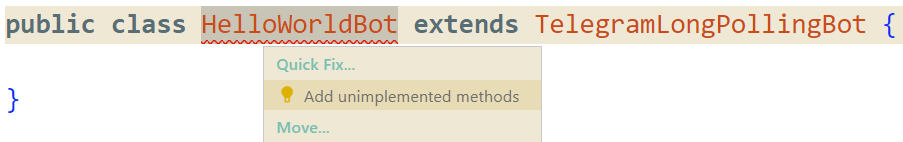 public class HelloWorldBot extends TelegramLongPollingBot {
Quick Fix...
Add unimplemented methods
}
Move...